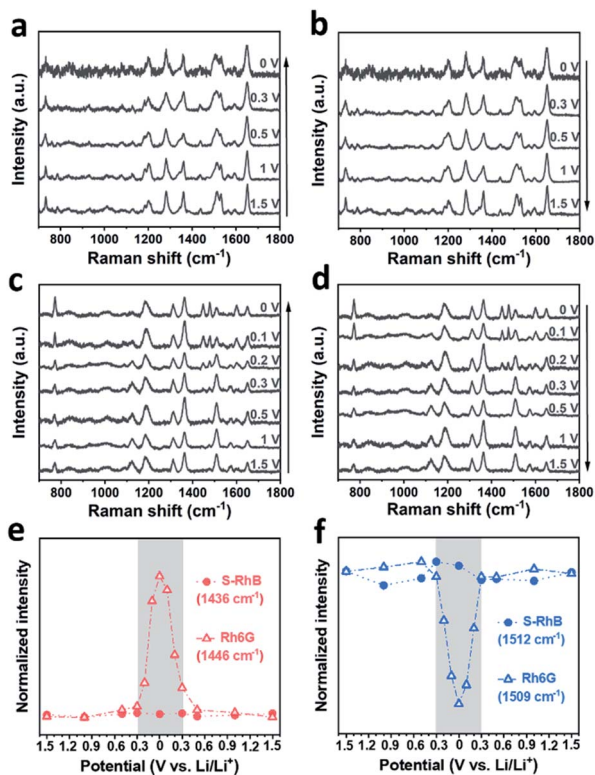 a
0 V
0.3 V
0.5 V
1 V
1.5 V
Intensity (a.u.)
800 1000 1200 1400 1600 1800
Raman shift (cm⁻¹)
b
0 V
0.3 V
0.5 V
1 V
1.5 V
Intensity (a.u.)
800 1000 1200 1400 1600 1800
Raman shift (cm⁻¹)
c
0 V
0.1 V
0.2 V
0.3 V
0.5 V
1 V
1.5 V
Intensity (a.u.)
800 1000 1200 1400 1600 1800
Raman shift (cm⁻¹)
d
0 V
0.1 V
0.2 V
0.3 V
0.5 V
1 V
1.5 V
Intensity (a.u.)
800 1000 1200 1400 1600 1800
Raman shift (cm⁻¹)
e
S-RhB
(1436 cm⁻¹)
Rh6G
(1446 cm⁻¹)
Normalized intensity
1.5 1.2 0.9 0.6 0.3 0 0.3 0.6 0.9 1.2 1.5
Potential (V vs. Li/Li⁺)
f
S-RhB
(1512 cm⁻¹)
Rh6G
(1509 cm⁻¹)
Normalized intensity
1.5 1.2 0.9 0.6 0.3 0 0.3 0.6 0.9 1.2 1.5
Potential (V vs. Li/Li⁺)